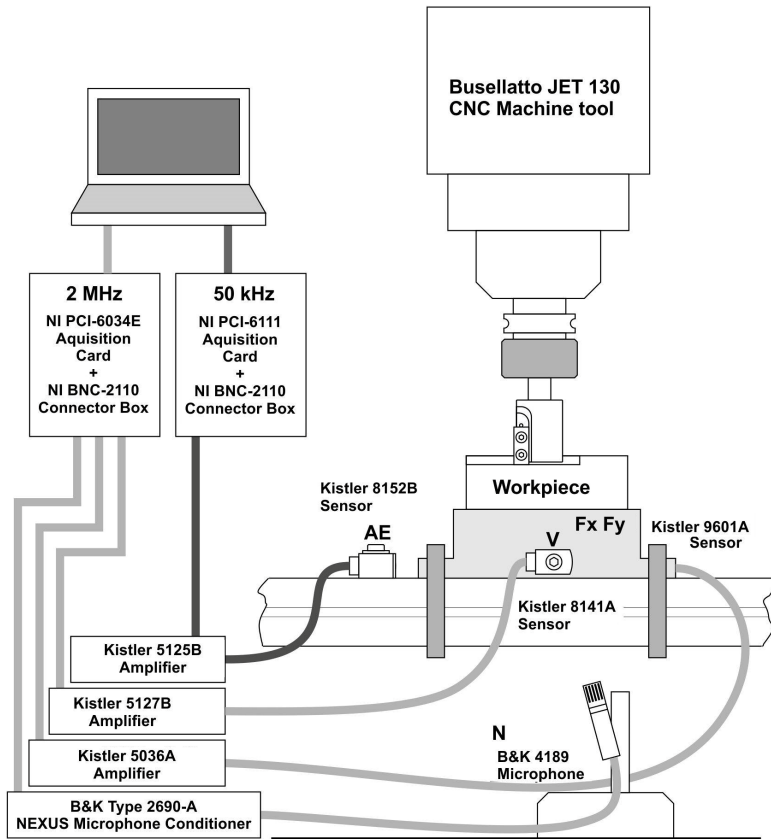 Busellatto JET 130
CNC Machine tool
2 MHz
NI PCI-6034E
Aquisition
Card
+
NI BNC-2110
Connector Box
50 kHz
NI PCI-6111
Aquisition
Card
+
NI BNC-2110
Connector Box
Kistler 8152B
Sensor
AE
Workpiece
Fx Fy
V
Kistler 9601A
Sensor
Kistler 8141A
Sensor
Kistler 5125B
Amplifier
Kistler 5127B
Amplifier
Kistler 5036A
Amplifier
B&K Type 2690-A
NEXUS Microphone Conditioner
N
B&K 4189
Microphone